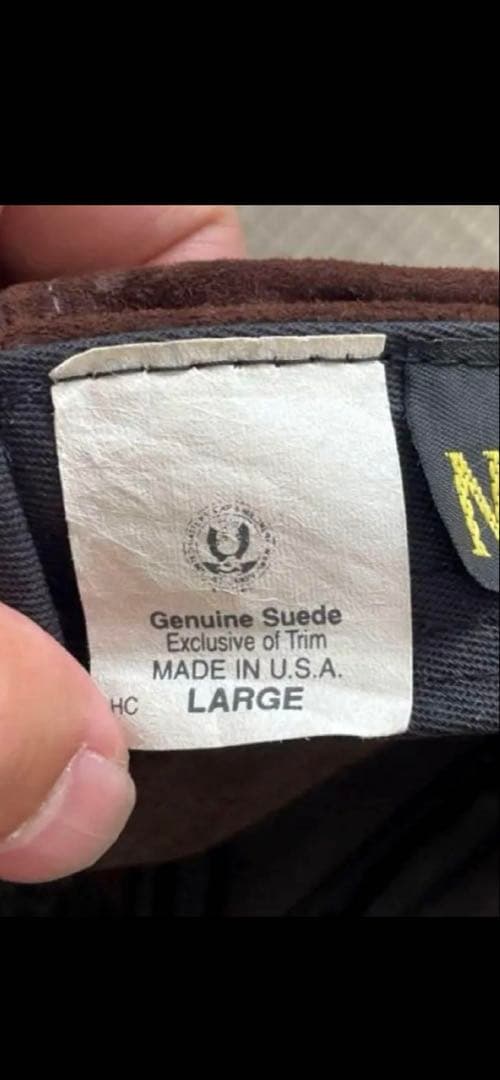 Genuine Suede
Exclusive of Trim
MADE IN U.S.A.
HC LARGE
N